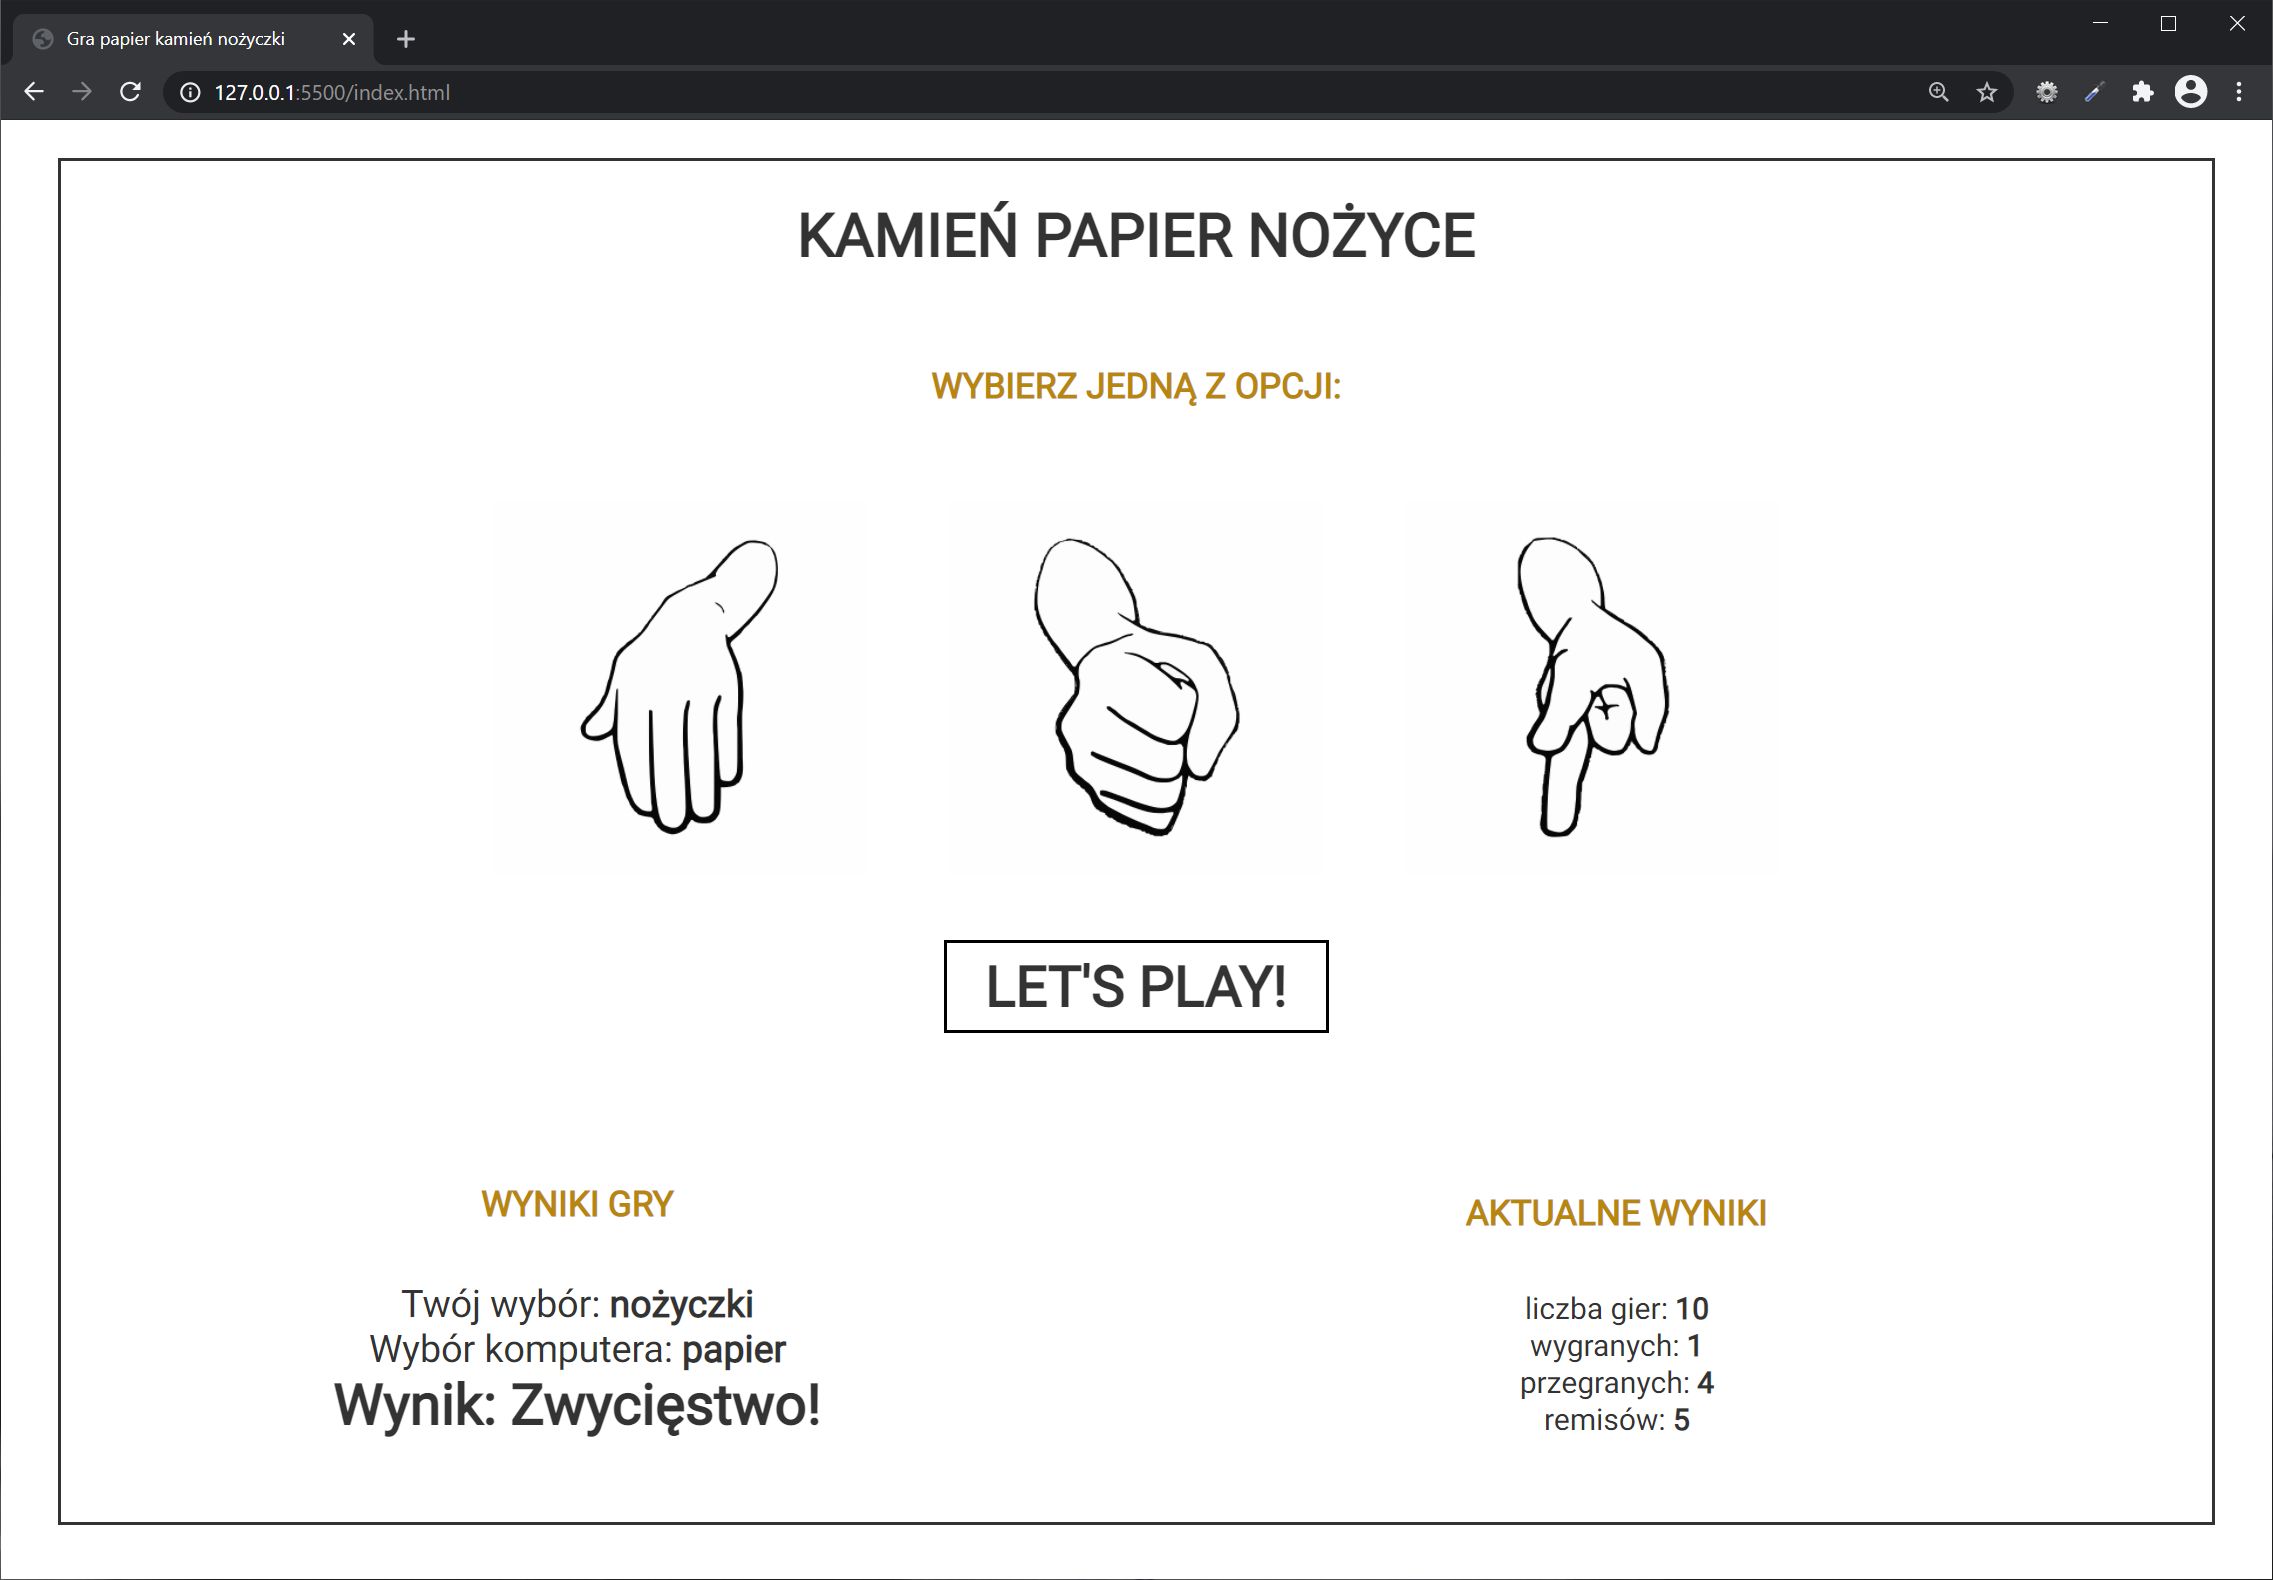 Gra papier kamień nożyczki
127.0.0.1:5500/index.html
KAMIEŃ PAPIER NOŻYCE
WYBIERZ JEDNĄ Z OPCJI:
LET'S PLAY!
WYNIKI GRY
Twój wybór: nożyczki
Wybór komputera: papier
Wynik: Zwycięstwo!
AKTUALNE WYNIKI
liczba gier: 10
wygranych: 1
przegranych: 4
remisów: 5